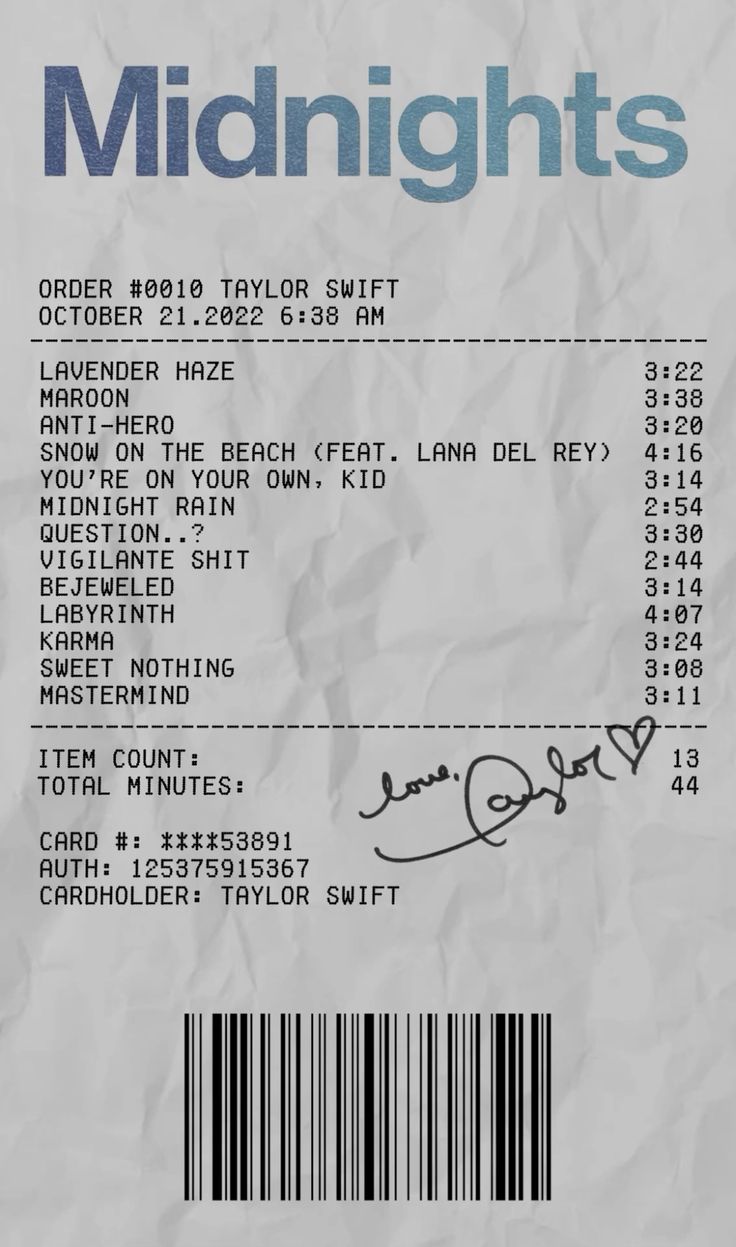 Midnights
ORDER #0010 TAYLOR SWIFT
OCTOBER 21.2022 6:38 AM
LAVENDER HAZE 3:22
MAROON 3:38
ANTI-HERO 3:20
SNOW ON THE BEACH (FEAT. LANA DEL REY) 4:16
YOU'RE ON YOUR OWN, KID 3:14
MIDNIGHT RAIN 2:54
QUESTION..? 3:30
VIGILANTE SHIT 2:44
BEJEWELED 3:14
LABYRINTH 4:07
KARMA 3:24
SWEET NOTHING 3:08
MASTERMIND 3:11
ITEM COUNT: 13
TOTAL MINUTES: 44
love, Taylor
CARD #: ****53891
AUTH: 125375915367
CARDHOLDER: TAYLOR SWIFT